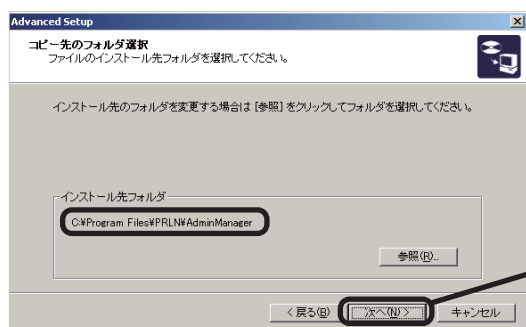 Advanced Setup
コピー先のフォルダ選択
ファイルのインストール先フォルダを選択してください。
インストール先のフォルダを変更する場合は [参照] をクリックしてフォルダを選択してください。
インストール先フォルダ
C:¥Program Files¥PRLN¥AdminManager
参照(R)...
< 戻る(B)
次へ(N) >
キャンセル